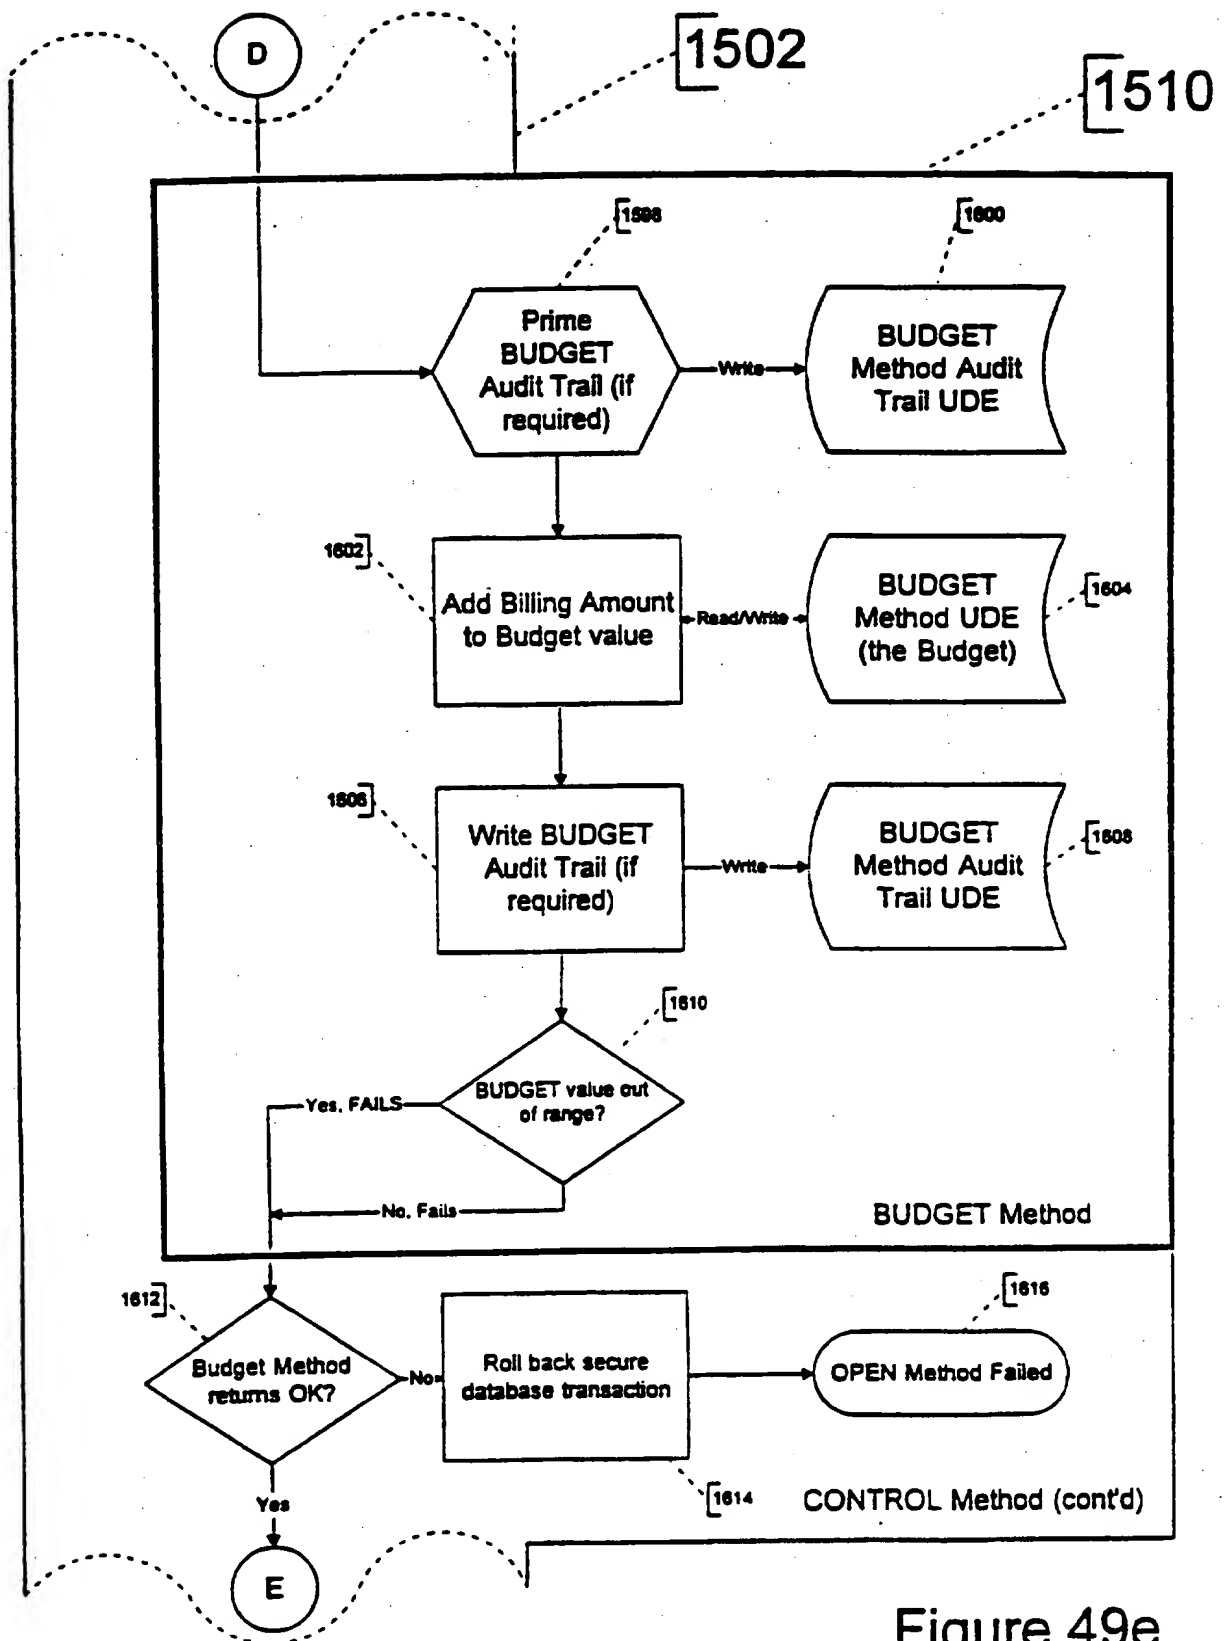 D
1502
1510
1598
1600
Prime
BUDGET
Audit Trail (if
required)
Write
BUDGET
Method Audit
Trail UDE
1602
Add Billing Amount
to Budget value
Read/Write
BUDGET
Method UDE
(the Budget)
1604
1606
Write BUDGET
Audit Trail (if
required)
Write
BUDGET
Method Audit
Trail UDE
1608
1610
BUDGET value out
of range?
Yes, FAILS
No, Fails
BUDGET Method
1612
Budget Method
returns OK?
No
Roll back secure
database transaction
1616
OPEN Method Failed
1614
Yes
CONTROL Method (cont'd)
E
Figure 49e